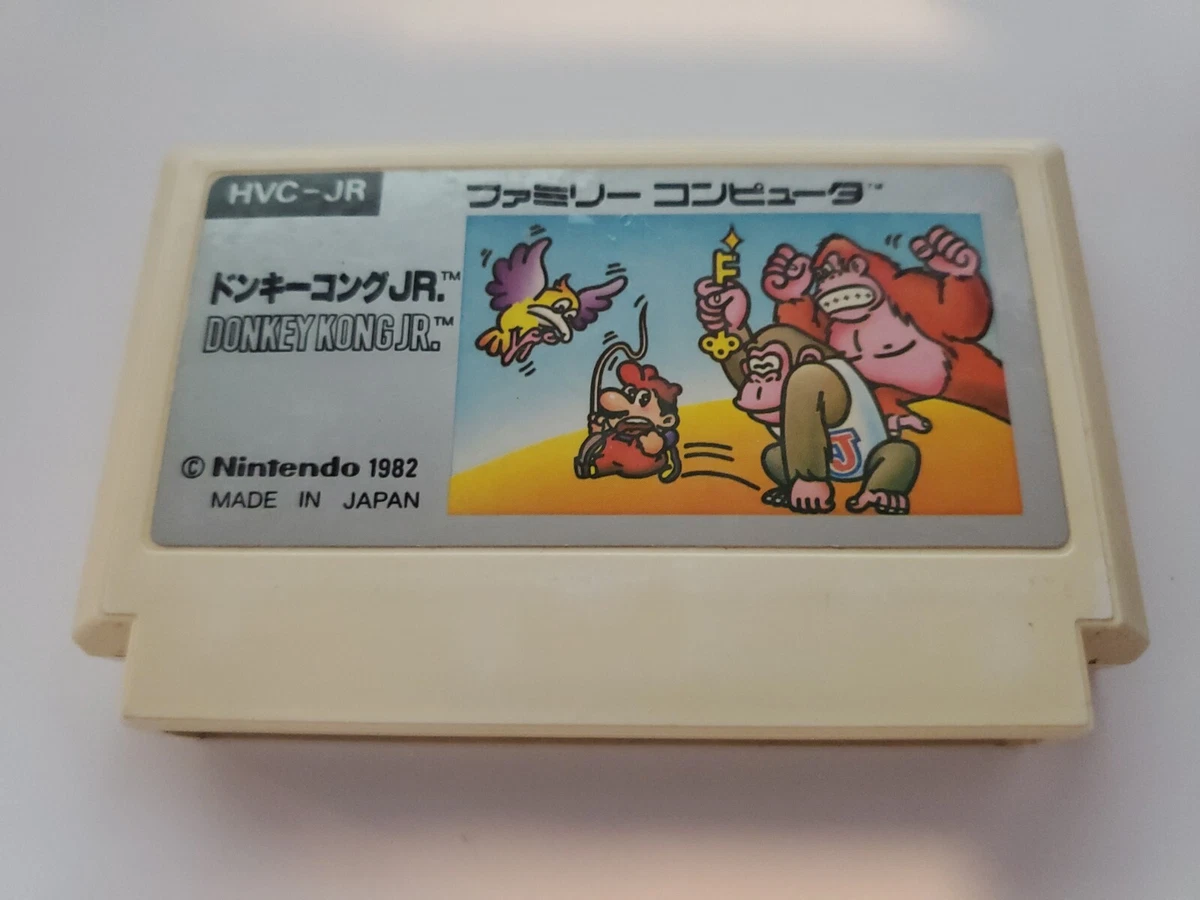 HVC-JR
ファミリー コンピュータ™
ドンキーコングJR.™
DONKEY KONG JR.™
© Nintendo 1982
MADE IN JAPAN
J